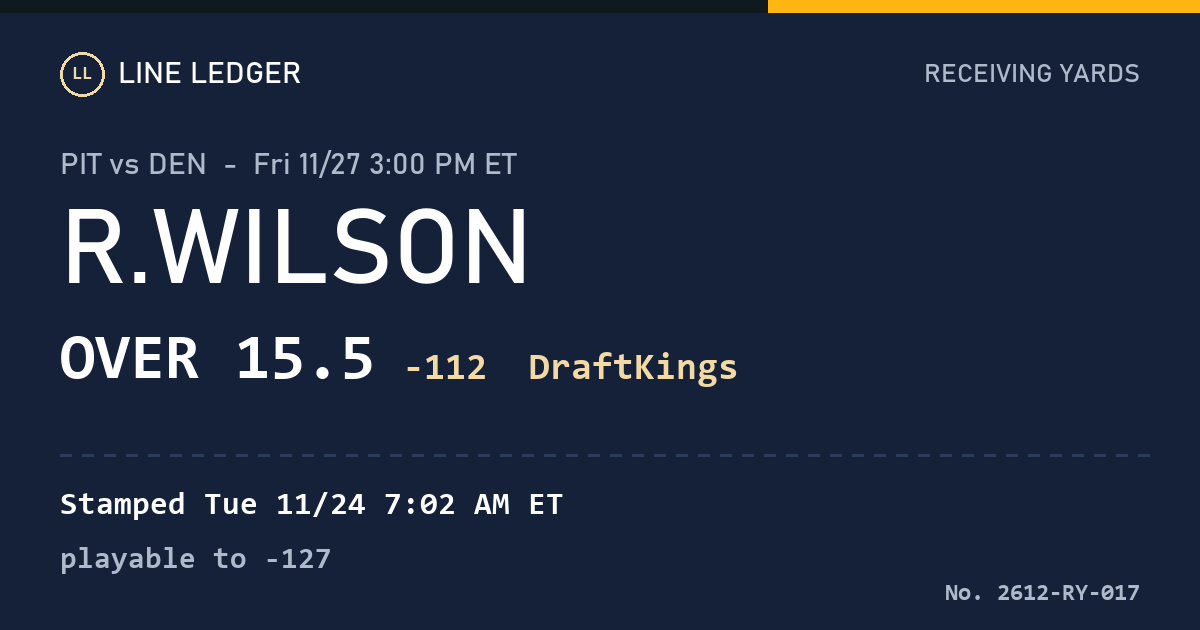 LL LINE LEDGER
RECEIVING YARDS
PIT vs DEN - Fri 11/27 3:00 PM ET
R.WILSON
OVER 15.5 -112 DraftKings
Stamped Tue 11/24 7:02 AM ET
playable to -127
No. 2612-RY-017